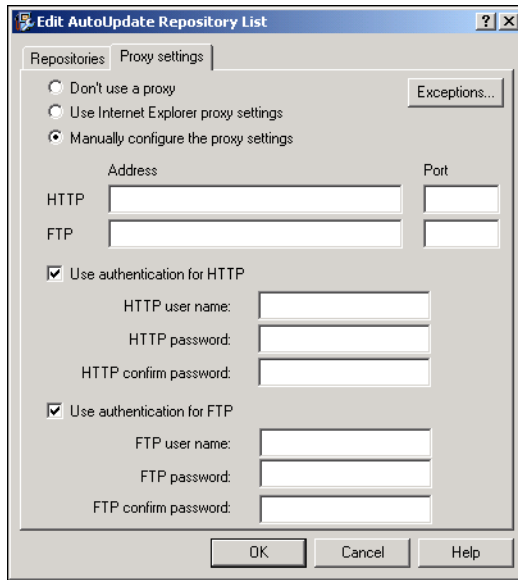 Edit AutoUpdate Repository List
Repositories Proxy settings
Don't use a proxy Exceptions...
Use Internet Explorer proxy settings
Manually configure the proxy settings
Address Port
HTTP
FTP
Use authentication for HTTP
HTTP user name:
HTTP password:
HTTP confirm password:
Use authentication for FTP
FTP user name:
FTP password:
FTP confirm password:
OK Cancel Help